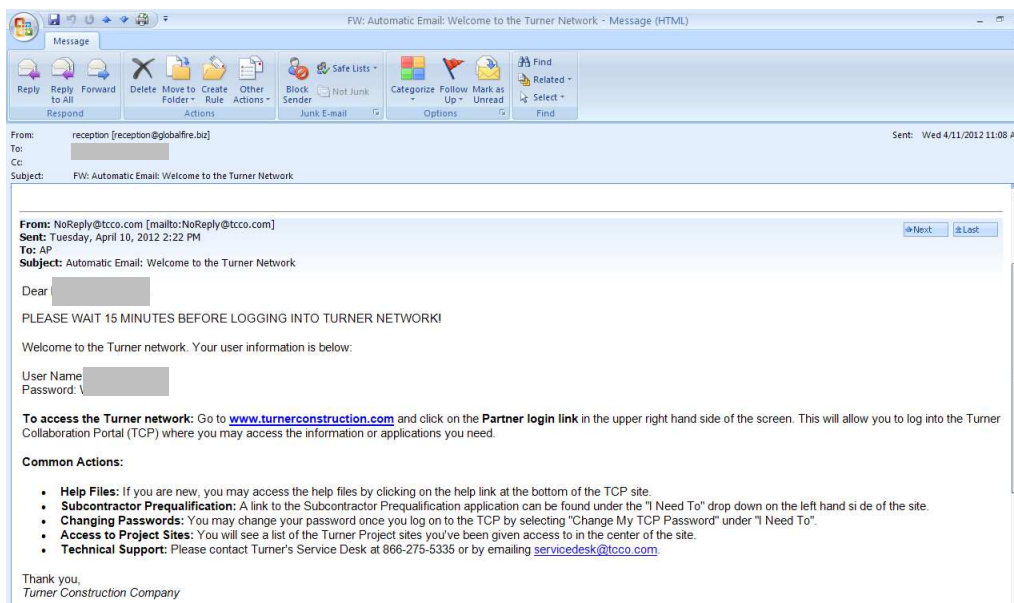 FW: Automatic Email: Welcome to the Turner Network - Message (HTML)
Message
Reply Reply to All Forward Delete Move to Folder Create Rule Other Actions Block Sender Safe Lists Not Junk Categorize Follow Up Mark as Unread Find Related Select
Respond Actions Junk E-mail Options Find
From: reception [reception@globalfire.biz] Sent: Wed 4/11/2012 11:08 A
To:
Cc:
Subject: FW: Automatic Email: Welcome to the Turner Network
From: NoReply@tcco.com [mailto:NoReply@tcco.com] Next Last
Sent: Tuesday, April 10, 2012 2:22 PM
To: AP
Subject: Automatic Email: Welcome to the Turner Network
Dear
PLEASE WAIT 15 MINUTES BEFORE LOGGING INTO TURNER NETWORK!
Welcome to the Turner network. Your user information is below:
User Name
Password:
To access the Turner network: Go to www.turnerconstruction.com and click on the Partner login link in the upper right hand side of the screen. This will allow you to log into the Turner
Collaboration Portal (TCP) where you may access the information or applications you need.
Common Actions:
• Help Files: If you are new, you may access the help files by clicking on the help link at the bottom of the TCP site.
• Subcontractor Prequalification: A link to the Subcontractor Prequalification application can be found under the "I Need To" drop down on the left hand si de of the site.
• Changing Passwords: You may change your password once you log on to the TCP by selecting "Change My TCP Password" under "I Need To".
• Access to Project Sites: You will see a list of the Turner Project sites you've been given access to in the center of the site.
• Technical Support: Please contact Turner's Service Desk at 866-275-5335 or by emailing servicedesk@tcco.com.
Thank you,
Turner Construction Company